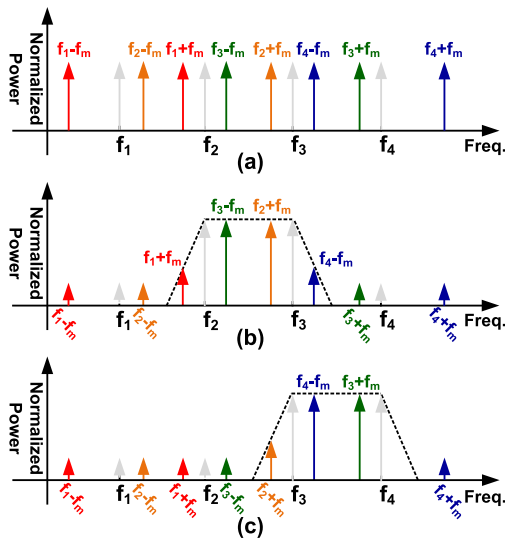 Normalized Power
f₁-fₘ f₂-fₘ f₁+fₘ f₃-fₘ f₂+fₘ f₄-fₘ f₃+fₘ f₄+fₘ
f₁ f₂ f₃ f₄ Freq.
(a)
Normalized Power
f₃-fₘ f₂+fₘ
f₁+fₘ f₄-fₘ
f₁-fₘ f₁ f₂-fₘ f₂ f₃ f₃+fₘ f₄ f₄+fₘ Freq.
(b)
Normalized Power
f₄-fₘ f₃+fₘ
f₁-fₘ f₁ f₂-fₘ f₁+fₘ f₂ f₃-fₘ f₂+fₘ f₃ f₄ f₄+fₘ Freq.
(c)